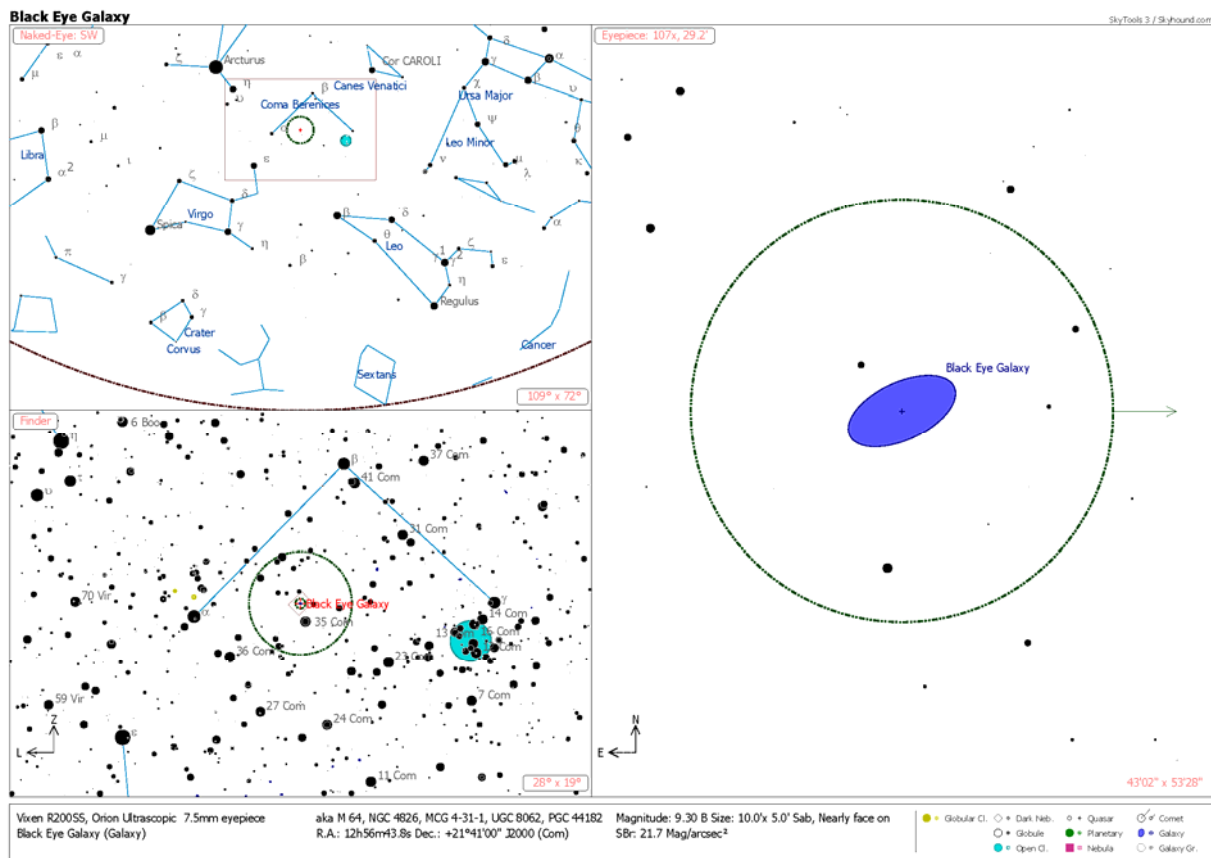 Black Eye Galaxy
SkyTools 3 / Skyhound.com
Naked-Eye: SW
ε α
μ
ζ
Arcturus
η
υ
Cor CAROLI
Canes Venatici
β
Coma Berenices
α
δ
γ
α
β
χ
υ
Ursa Major
ψ
θ
Leo Minor
ν
μ
λ
κ
β
μ
Libra
ι
α2
ε
ζ
δ
Virgo
Spica
γ
η
β
β
δ
θ
Leo
γ1
γ2
ζ
ε
η
α
Regulus
π
γ
δ
β
γ
Crater
Corvus
Sextans
Cancer
109° x 72°
Finder
6 Boo
η
τ
υ
β
41 Com
37 Com
31 Com
70 Vir
α
Black Eye Galaxy
35 Com
γ
14 Com
13 Com
16 Com
36 Com
23 Com
59 Vir
27 Com
24 Com
7 Com
ε
11 Com
Z
L
28° x 19°
Eyepiece: 107x, 29.2'
Black Eye Galaxy
N
E
43'02" x 53'28"
Vixen R200SS, Orion Ultrascopic 7.5mm eyepiece
Black Eye Galaxy (Galaxy)
aka M 64, NGC 4826, MCG 4-31-1, UGC 8062, PGC 44182
R.A.: 12h56m43.8s Dec.: +21°41'00" J2000 (Com)
Magnitude: 9.30 B Size: 10.0'x 5.0' Sab, Nearly face on
SBr: 21.7 Mag/arcsec²
Globular Cl.
Dark Neb.
Quasar
Comet
Globule
Planetary
Galaxy
Open Cl.
Nebula
Galaxy Gr.